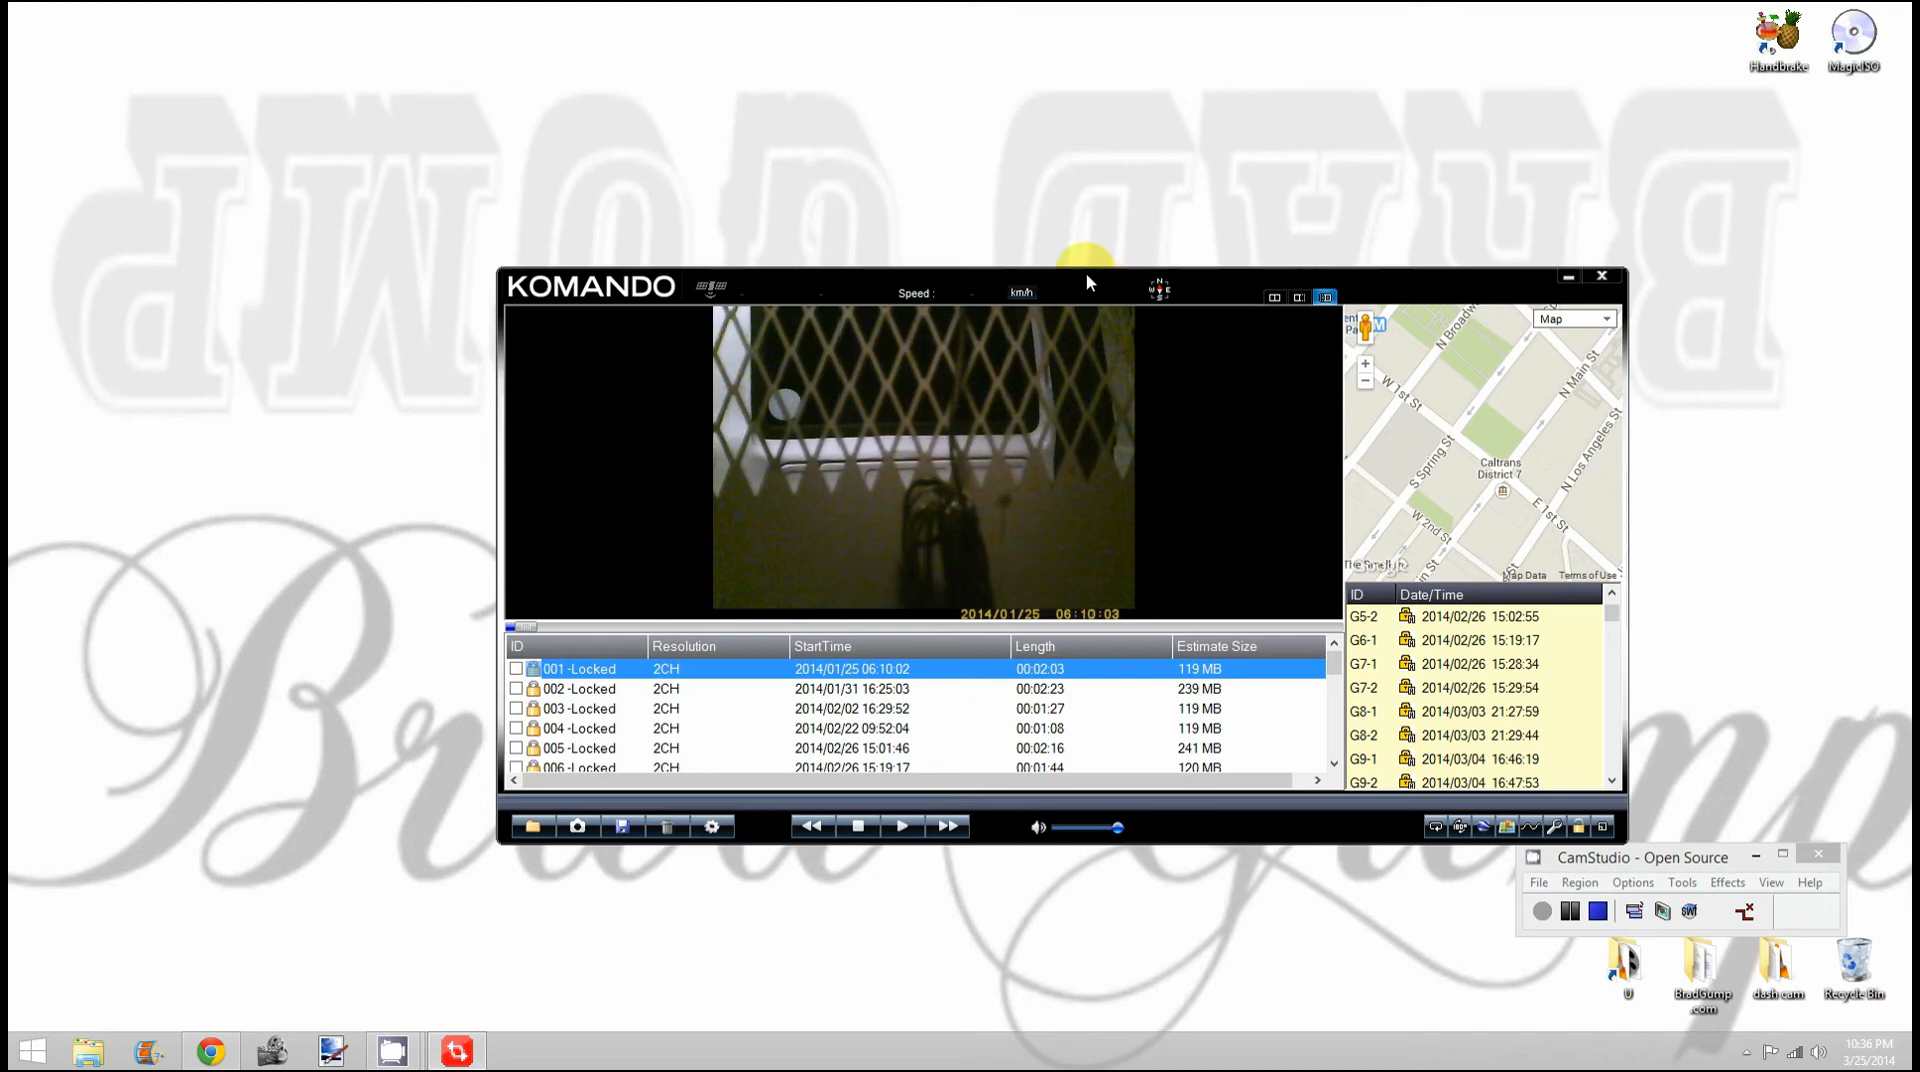 Handbrake
MagicISO
BRAD GUMP
KOMANDO
Speed :
km/h
N
W E
S
Map
N Broadw
N Main St
W 1st St
N Los Angeles St
S Spring St
Caltrans
District 7
E 1st St
W 2nd St
Google
Map Data
Terms of Use
2014/01/25 06:10:03
ID Date/Time
G5-2 2014/02/26 15:02:55
G6-1 2014/02/26 15:19:17
G7-1 2014/02/26 15:28:34
G7-2 2014/02/26 15:29:54
G8-1 2014/03/03 21:27:59
G8-2 2014/03/03 21:29:44
G9-1 2014/03/04 16:46:19
G9-2 2014/03/04 16:47:53
ID Resolution StartTime Length Estimate Size
001 -Locked 2CH 2014/01/25 06:10:02 00:02:03 119 MB
002 -Locked 2CH 2014/01/31 16:25:03 00:02:23 239 MB
003 -Locked 2CH 2014/02/02 16:29:52 00:01:27 119 MB
004 -Locked 2CH 2014/02/22 09:52:04 00:01:08 119 MB
005 -Locked 2CH 2014/02/26 15:01:46 00:02:16 241 MB
006 -Locked 2CH 2014/02/26 15:19:17 00:01:44 120 MB
Brad Gump
CamStudio - Open Source
File Region Options Tools Effects View Help
SWf
U
BradGump
.com
dash cam
Recycle Bin
10:36 PM
3/25/2014